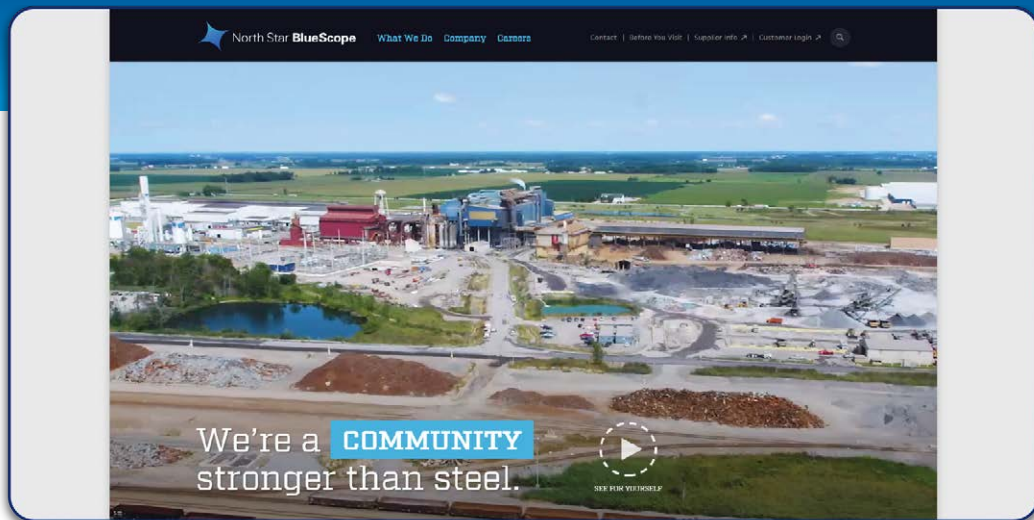 North Star BlueScope
What We Do Company Careers
Contact | Before You Visit | Supplier Info ↗ | Customer Login ↗
We're a COMMUNITY
stronger than steel.
SEE FOR YOURSELF